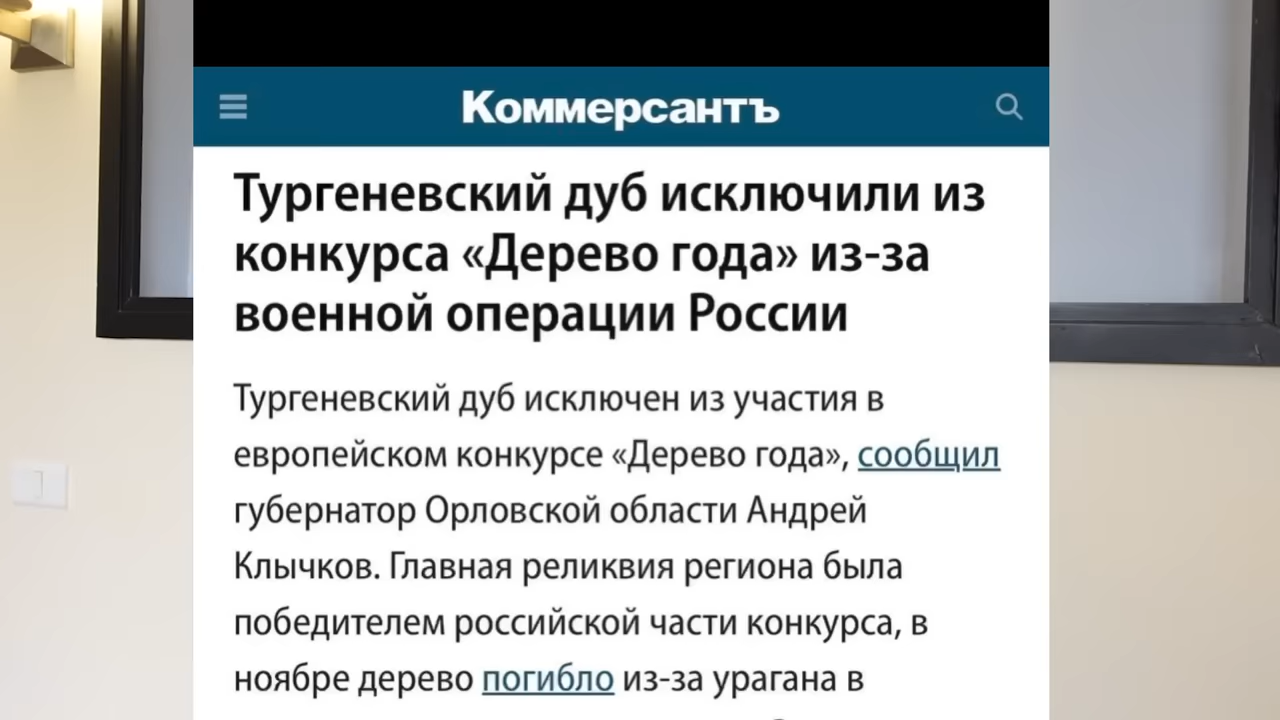 Коммерсантъ
Тургеневский дуб исключили из
конкурса «Дерево года» из-за
военной операции России
Тургеневский дуб исключен из участия в
европейском конкурсе «Дерево года», сообщил
губернатор Орловской области Андрей
Клычков. Главная реликвия региона была
победителем российской части конкурса, в
ноябре дерево погибло из-за урагана в